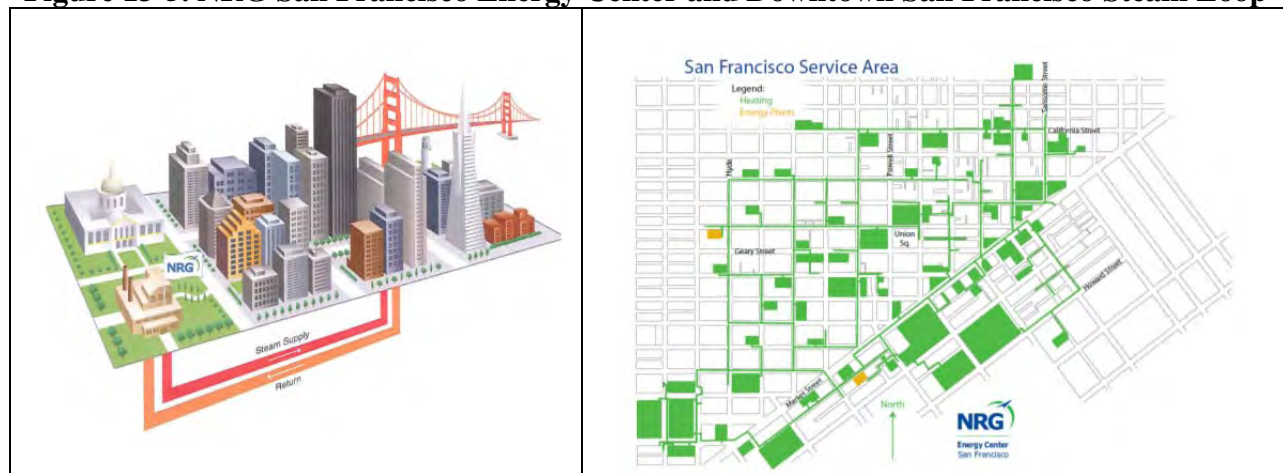 Figure 15-3. NRG San Francisco Energy Center and Downtown San Francisco Steam Loop
NRG
Steam Supply
Return
San Francisco Service Area
Legend:
Heating
Energy Plants
Sansome Street
California Street
Hyde
Powell Street
Union
Sq.
Geary Street
Howard Street
Market Street
North
NRG
Energy Center
San Francisco